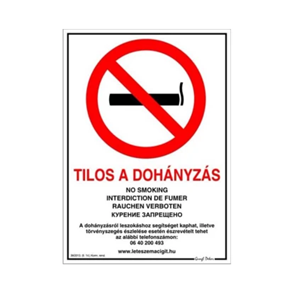 TILOS A DOHÁNYZÁS
NO SMOKING
INTERDICTION DE FUMER
RAUCHEN VERBOTEN
КУРЕНИЕ ЗАПРЕЩЕНО
A dohányzásról leszokáshoz segítséget kaphat, illetve
törvényszegés észlelése esetén észrevételt tehet
az alábbi telefonszámon:
06 40 200 493
www.leteszemacigit.hu